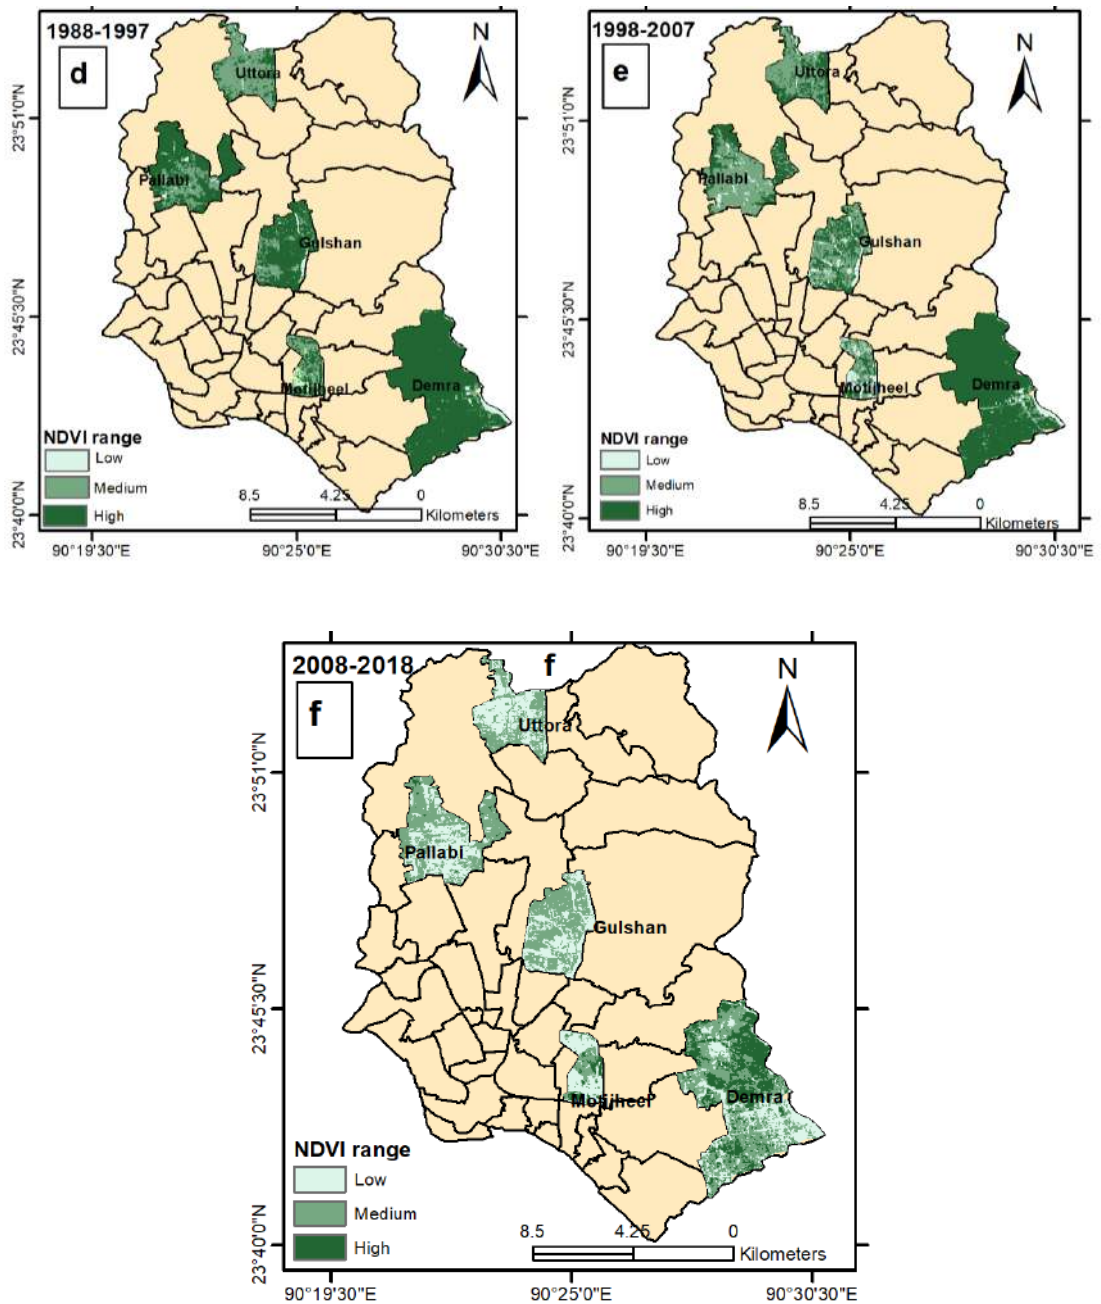 1988-1997
N
d
Uttora
23°51'0"N
Pallabi
Gulshan
23°45'30"N
Motijheel
Demra
NDVI range
Low
Medium
High
8.5 4.25 0
Kilometers
23°40'0"N
90°19'30"E 90°25'0"E 90°30'30"E
1998-2007
N
e
Uttora
23°51'0"N
Pallabi
Gulshan
23°45'30"N
Motijheel
Demra
NDVI range
Low
Medium
High
8.5 4.25 0
Kilometers
23°40'0"N
90°19'30"E 90°25'0"E 90°30'30"E
2008-2018
f
N
f
Uttora
23°51'0"N
Pallabi
Gulshan
23°45'30"N
Motijheel
Demra
NDVI range
Low
Medium
High
8.5 4.25 0
Kilometers
23°40'0"N
90°19'30"E 90°25'0"E 90°30'30"E